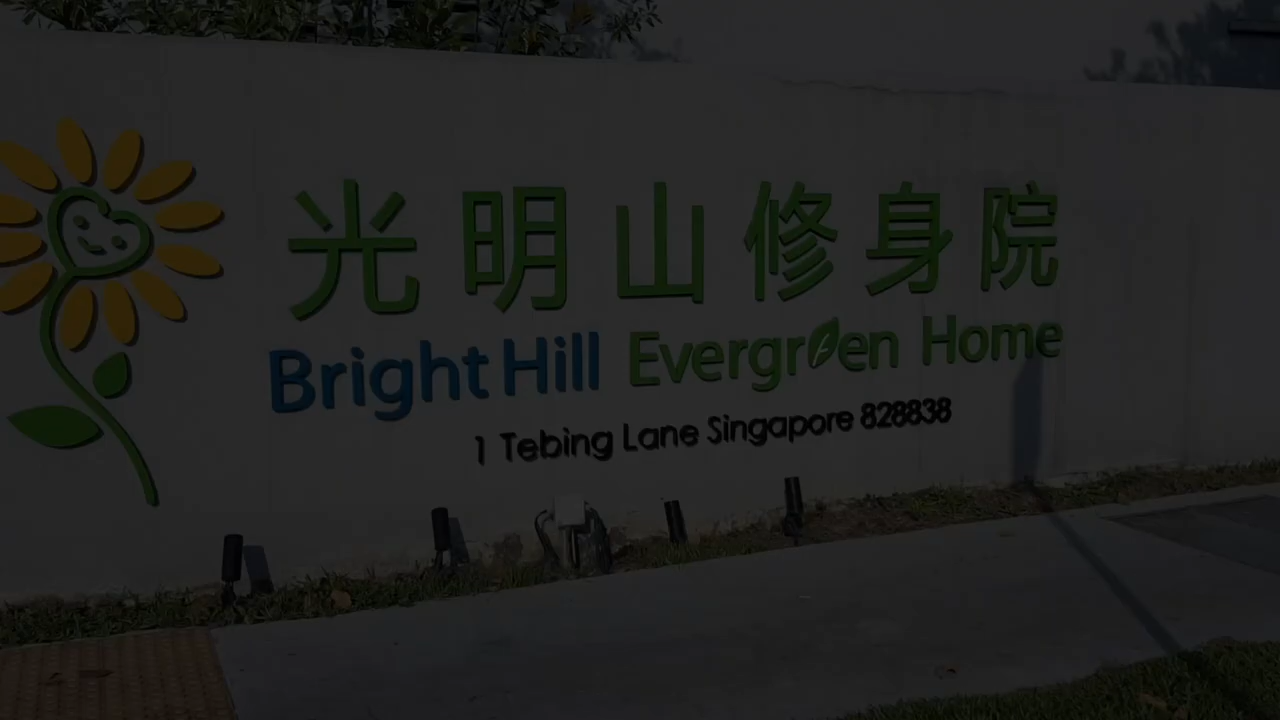 光明山修身院
Bright Hill Evergreen Home
1 Tebing Lane Singapore 828838